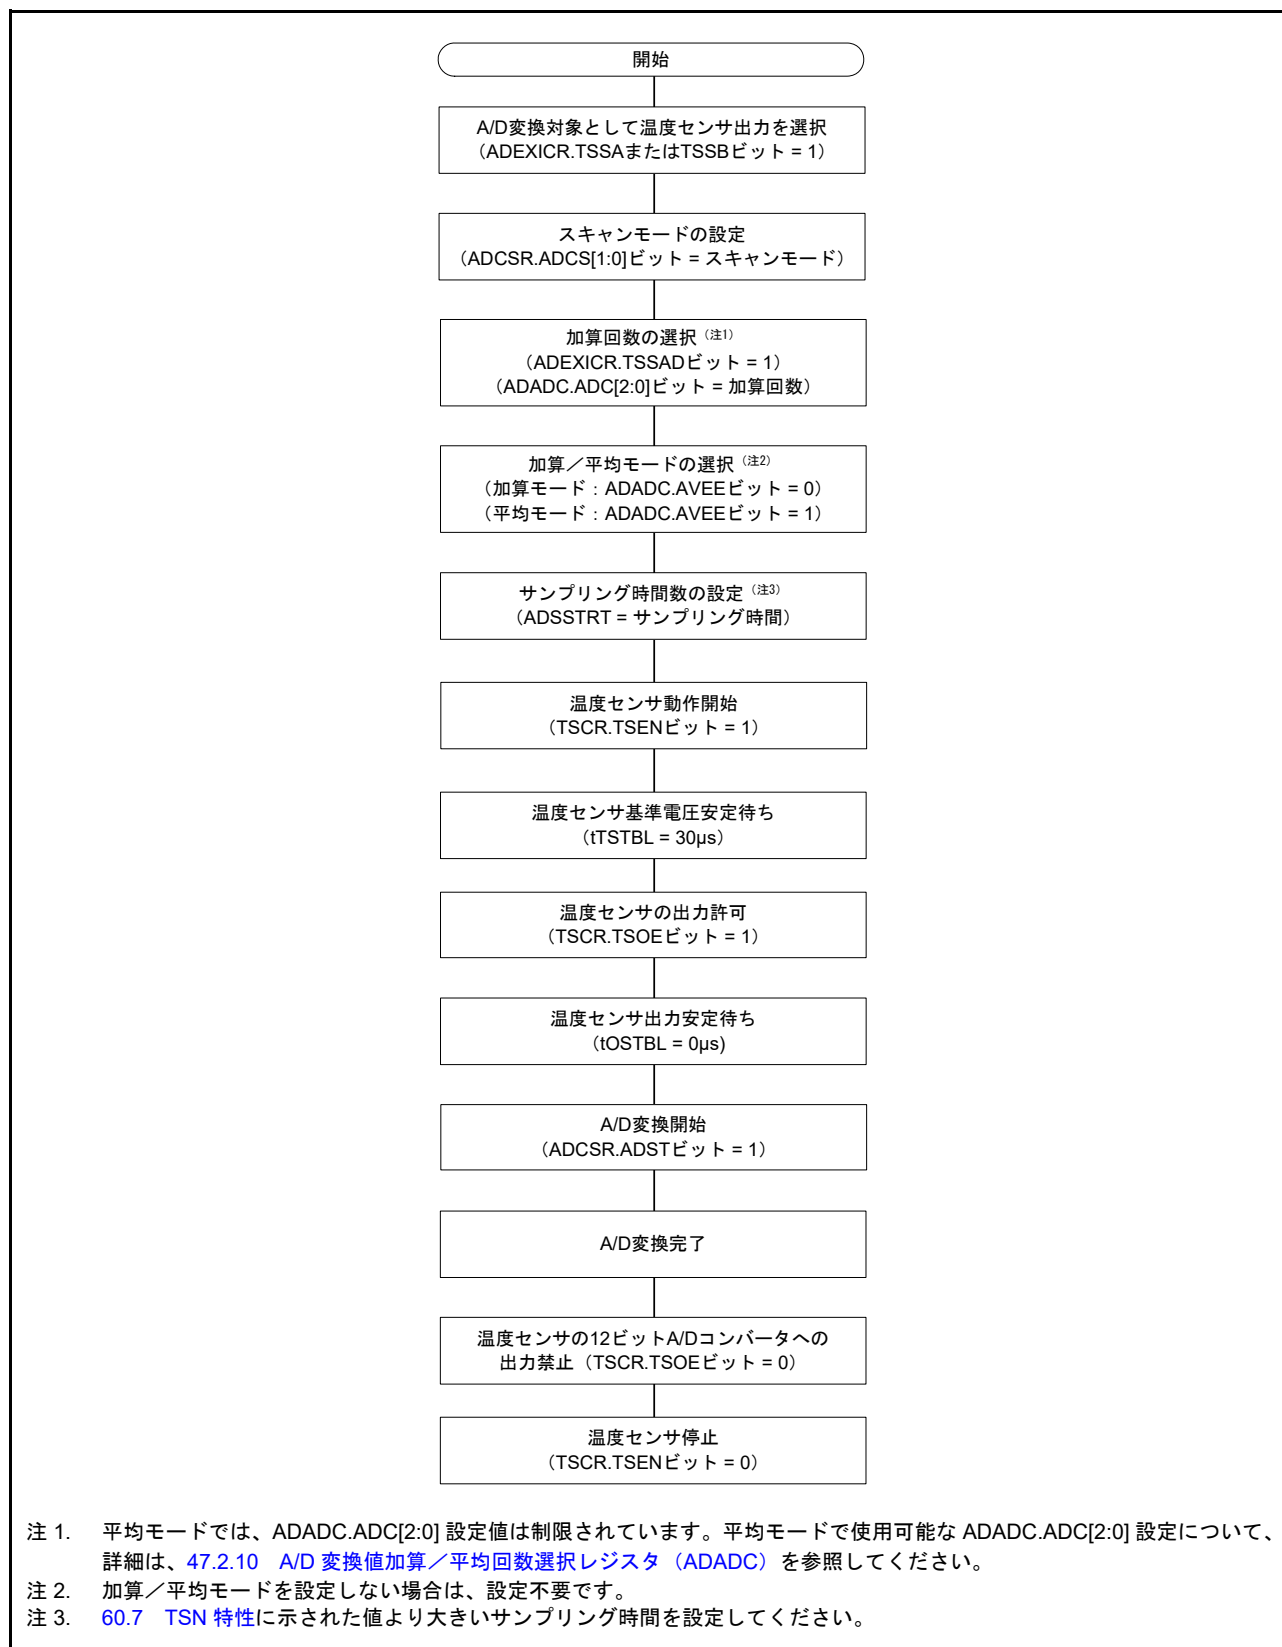 開始
A/D変換対象として温度センサ出力を選択
（ADEXICR.TSSAまたはTSSBビット = 1）
スキャンモードの設定
（ADCSR.ADCS[1:0]ビット = スキャンモード）
加算回数の選択（注1）
（ADEXICR.TSSADビット = 1）
（ADADC.ADC[2:0]ビット = 加算回数）
加算／平均モードの選択（注2）
（加算モード：ADADC.AVEEビット = 0）
（平均モード：ADADC.AVEEビット = 1）
サンプリング時間数の設定（注3）
（ADSSTRT = サンプリング時間）
温度センサ動作開始
（TSCR.TSENビット = 1）
温度センサ基準電圧安定待ち
（tTSTBL = 30μs）
温度センサの出力許可
（TSCR.TSOEビット = 1）
温度センサ出力安定待ち
（tOSTBL = 0μs)
A/D変換開始
（ADCSR.ADSTビット = 1）
A/D変換完了
温度センサの12ビットA/Dコンバータへの
出力禁止（TSCR.TSOEビット = 0）
温度センサ停止
（TSCR.TSENビット = 0）
注 1. 平均モードでは、ADADC.ADC[2:0] 設定値は制限されています。平均モードで使用可能な ADADC.ADC[2:0] 設定について、
詳細は、47.2.10 A/D 変換値加算／平均回数選択レジスタ（ADADC）を参照してください。
注 2. 加算／平均モードを設定しない場合は、設定不要です。
注 3. 60.7 TSN 特性に示された値より大きいサンプリング時間を設定してください。